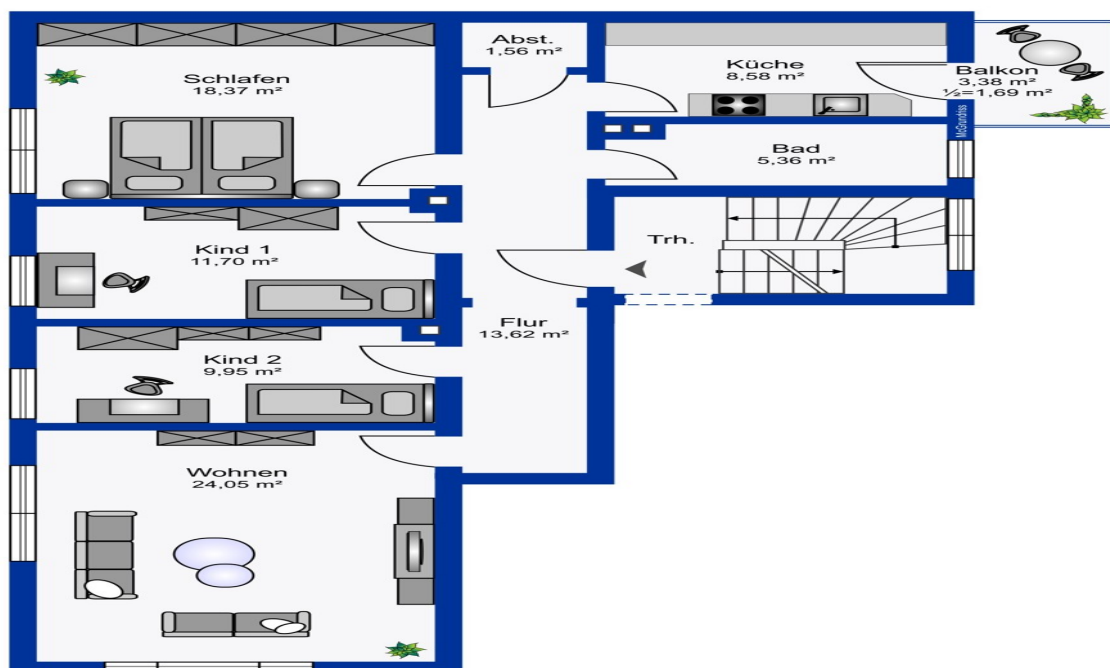 Abst.
1,56 m²
Schlafen
18,37 m²
Küche
8,58 m²
Balkon
3,38 m²
½=1,69 m²
McGrundriss
Bad
5,36 m²
Kind 1
11,70 m²
Trh.
Flur
13,62 m²
Kind 2
9,95 m²
Wohnen
24,05 m²